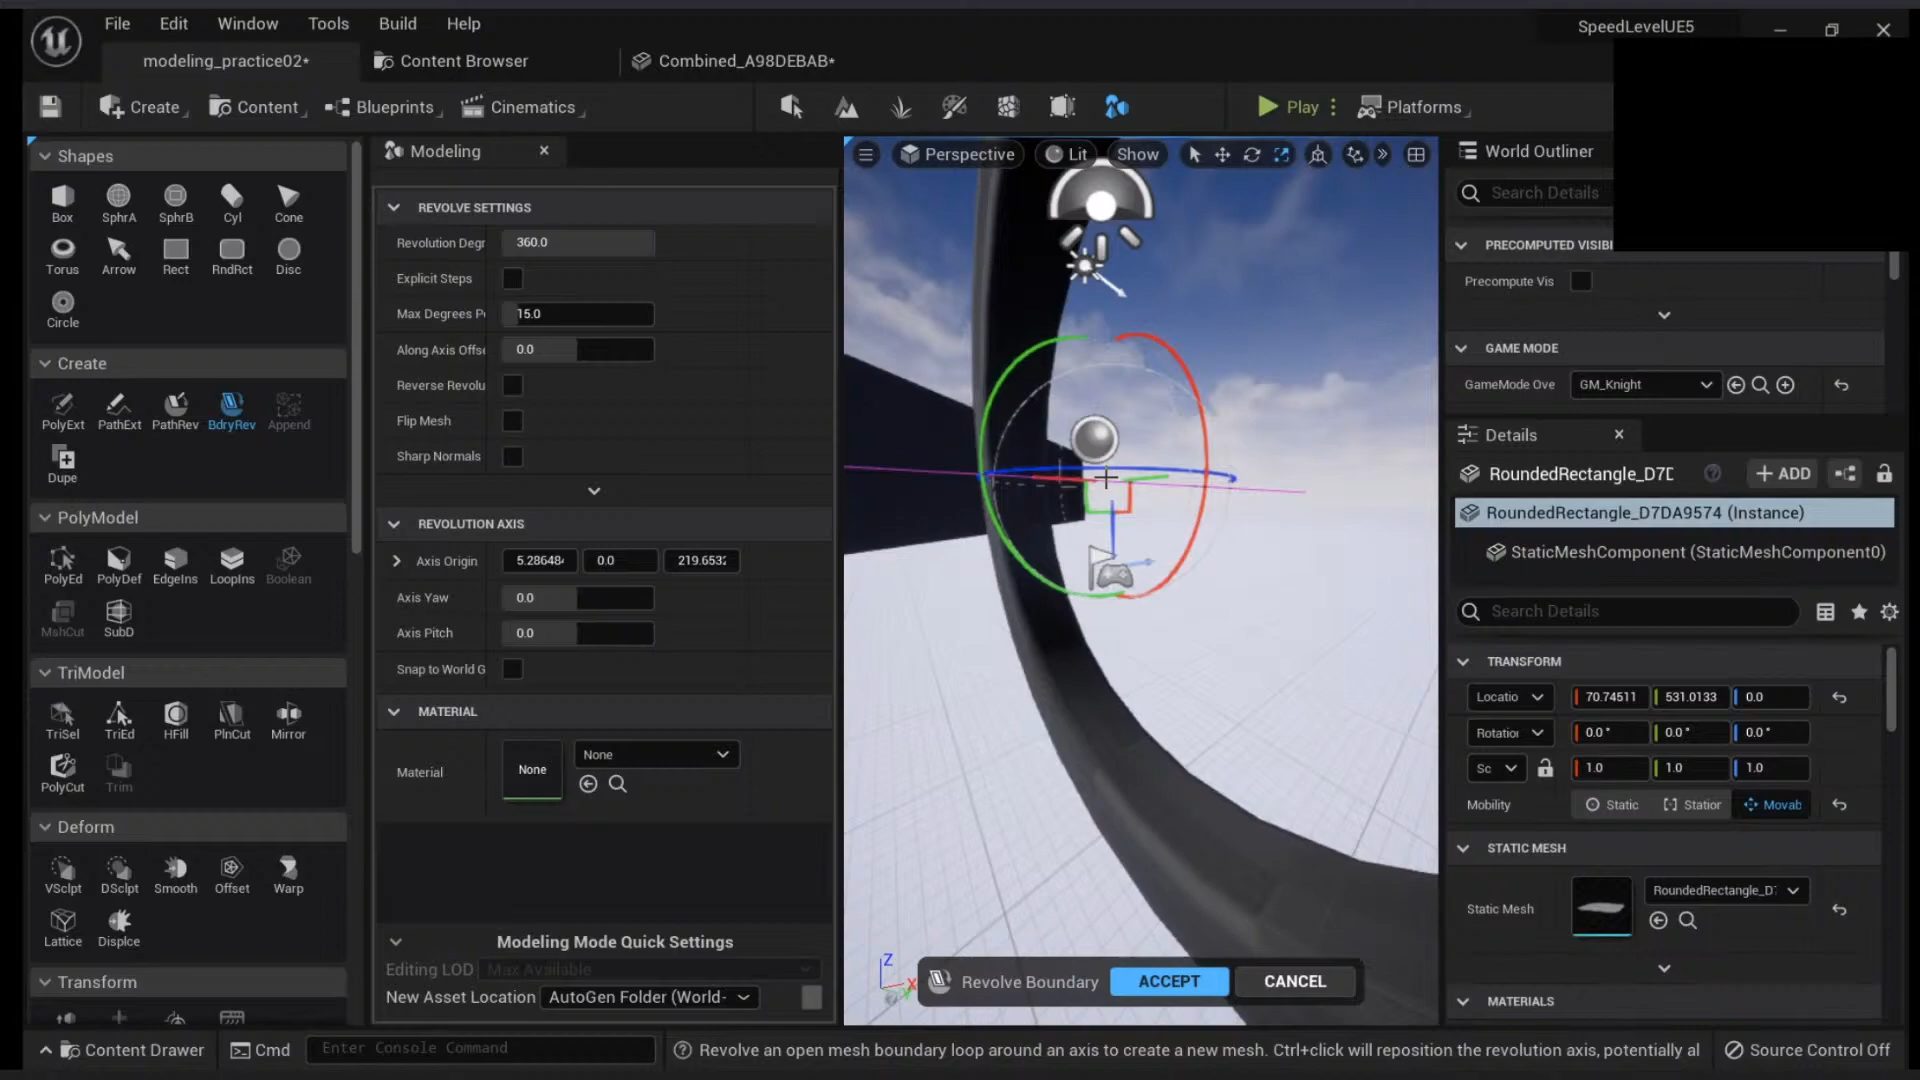 File Edit Window Tools Build Help
SpeedLevelUE5
modeling_practice02*
Content Browser
Combined_A98DEBAB*
Create
Content
Blueprints
Cinematics
Play
Platforms
Shapes
Box SphrA SphrB Cyl Cone
Torus Arrow Rect RndRct Disc
Circle
Create
PolyExt PathExt PathRev BdryRev Append
Dupe
PolyModel
PolyEd PolyDef EdgeIns LoopIns Boolean
MshCut SubD
TriModel
TriSel TriEd HFill PlnCut Mirror
PolyCut Trim
Deform
VSclpt DSclpt Smooth Offset Warp
Lattice Displce
Transform
Modeling
REVOLVE SETTINGS
Revolution Degr 360.0
Explicit Steps
Max Degrees P 15.0
Along Axis Offs 0.0
Reverse Revolu
Flip Mesh
Sharp Normals
REVOLUTION AXIS
Axis Origin 5.28648 0.0 219.653
Axis Yaw 0.0
Axis Pitch 0.0
Snap to World G
MATERIAL
Material None None
Modeling Mode Quick Settings
Editing LOD Max Available
New Asset Location AutoGen Folder (World-
Perspective Lit Show
Z
X
Y
Revolve Boundary ACCEPT CANCEL
World Outliner
Search Details
PRECOMPUTED VISIBI
Precompute Vis
GAME MODE
GameMode Ove GM_Knight
Details
RoundedRectangle_D7D
ADD
RoundedRectangle_D7DA9574 (Instance)
StaticMeshComponent (StaticMeshComponent0)
Search Details
TRANSFORM
Locatio 70.74511 531.0133 0.0
Rotation 0.0° 0.0° 0.0°
Sc 1.0 1.0 1.0
Mobility Static Station Movab
STATIC MESH
Static Mesh RoundedRectangle_D
MATERIALS
Content Drawer
Cmd
Enter Console Command
Revolve an open mesh boundary loop around an axis to create a new mesh. Ctrl+click will reposition the revolution axis, potentially al
Source Control Off